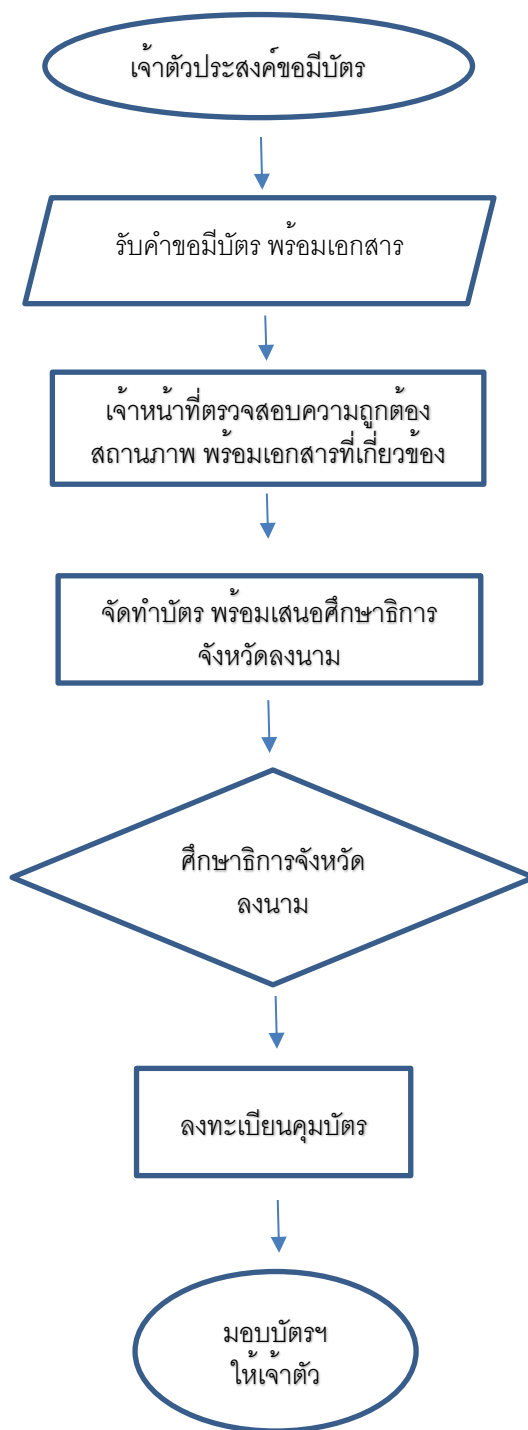 เจ้าตัวประสงค์ขอมีบัตร
รับคำขอมีบัตร พร้อมเอกสาร
เจ้าหน้าที่ตรวจสอบความถูกต้อง
สถานภาพ พร้อมเอกสารที่เกี่ยวข้อง
จัดทำบัตร พร้อมเสนอศึกษาธิการ
จังหวัดลงนาม
ศึกษาธิการจังหวัด
ลงนาม
ลงทะเบียนคุมบัตร
มอบบัตรฯ
ให้เจ้าตัว